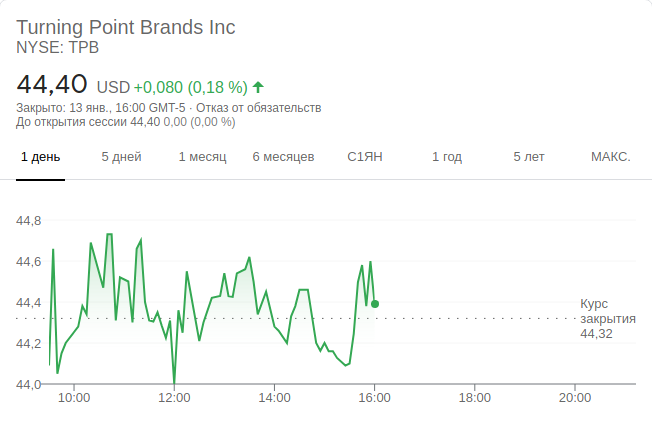 Turning Point Brands Inc
NYSE: TPB
44,40 USD +0,080 (0,18 %)
Закрыто: 13 янв., 16:00 GMT-5 · Отказ от обязательств
До открытия сессии 44,40 0,00 (0,00 %)
1 день 5 дней 1 месяц 6 месяцев С1ЯН 1 год 5 лет МАКС.
44,8
44,6
44,4
Курс
закрытия
44,32
44,2
44,0
10:00 12:00 14:00 16:00 18:00 20:00